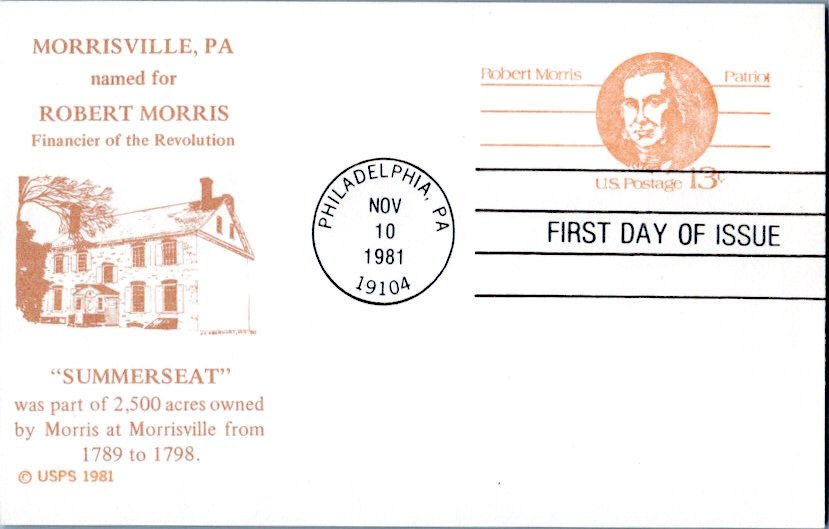 MORRISVILLE, PA
named for
ROBERT MORRIS
Financier of the Revolution
"SUMMERSEAT"
was part of 2,500 acres owned
by Morris at Morrisville from
1789 to 1798.
© USPS 1981
PHILADELPHIA, PA
NOV
10
1981
19104
Robert Morris Patriot
U.S. Postage 13¢
FIRST DAY OF ISSUE